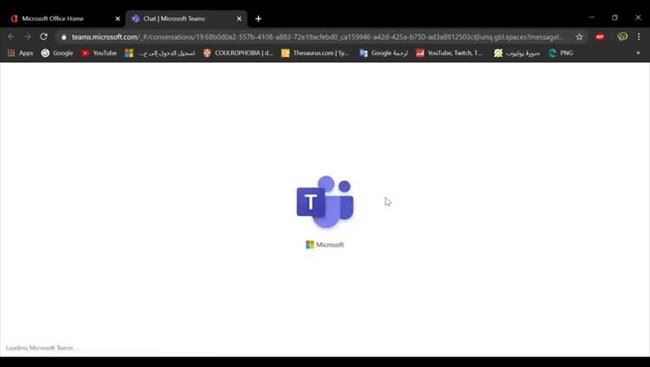 Microsoft Office Home
Chat | Microsoft Teams
teams.microsoft.com/_#/conversations/19:68b0d0a2-557b-4108-a883-72e19acfebd0_ca159946-a42d-425a-b750-ad3a8912503c@unq.gbl.spaces?messagel...
Apps Google YouTube تسجيل الدخول إلى ح... COULROPHOBIA | d... Thesaurus.com | Sy... ترجمة Google YouTube, Twitch, T... صورة يوتيوب PNG
T
Microsoft
Loading Microsoft Teams ...